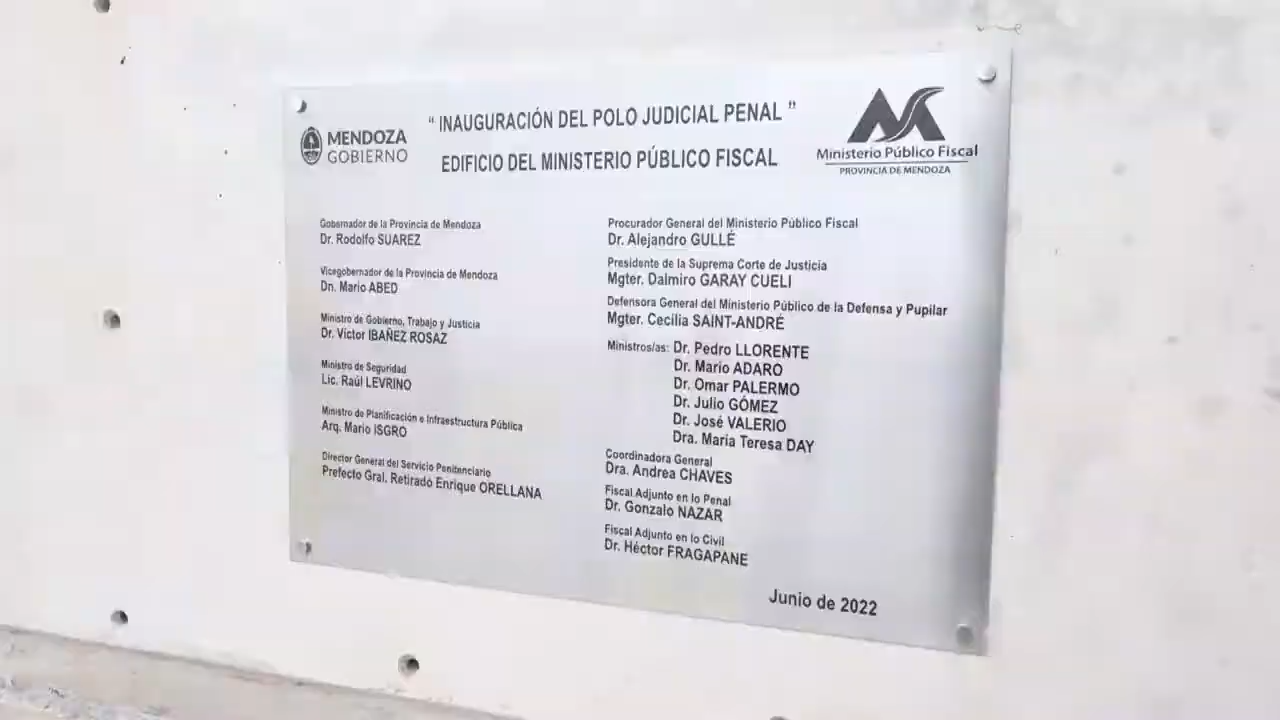 MENDOZA
GOBIERNO
“ INAUGURACIÓN DEL POLO JUDICIAL PENAL ”
EDIFICIO DEL MINISTERIO PÚBLICO FISCAL
Ministerio Público Fiscal
PROVINCIA DE MENDOZA
Gobernador de la Provincia de Mendoza
Dr. Rodolfo SUAREZ
Vicegobernador de la Provincia de Mendoza
Dn. Mario ABED
Ministro de Gobierno, Trabajo y Justicia
Dr. Victor IBAÑEZ ROSAZ
Ministro de Seguridad
Lic. Raúl LEVRINO
Ministro de Planificación e Infraestructura Pública
Arq. Mario ISGRO
Director General del Servicio Penitenciario
Prefecto Gral. Retirado Enrique ORELLANA
Procurador General del Ministerio Público Fiscal
Dr. Alejandro GULLÉ
Presidente de la Suprema Corte de Justicia
Mgter. Dalmiro GARAY CUELI
Defensora General del Ministerio Público de la Defensa y Pupilar
Mgter. Cecilia SAINT-ANDRÉ
Ministros/as: Dr. Pedro LLORENTE
Dr. Mario ADARO
Dr. Omar PALERMO
Dr. Julio GÓMEZ
Dr. José VALERIO
Dra. María Teresa DAY
Coordinadora General
Dra. Andrea CHAVES
Fiscal Adjunto en lo Penal
Dr. Gonzalo NAZAR
Fiscal Adjunto en lo Civil
Dr. Héctor FRAGAPANE
Junio de 2022